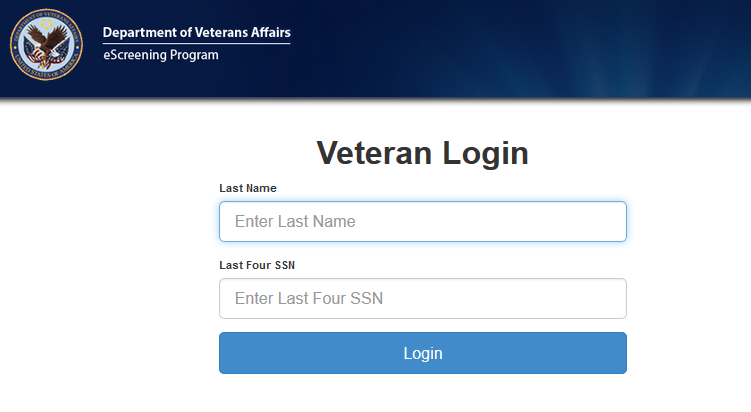 Department of Veterans Affairs
eScreening Program
Veteran Login
Last Name
Enter Last Name
Last Four SSN
Enter Last Four SSN
Login